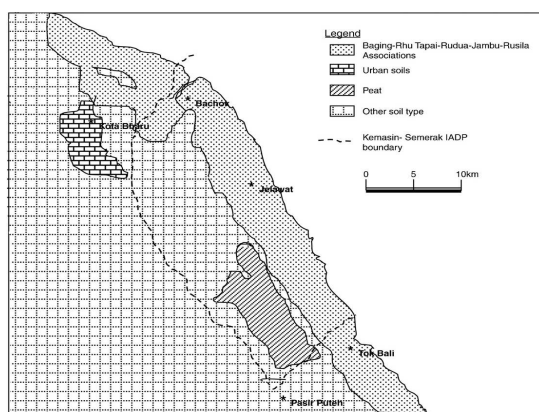 Legend
Baging-Rhu Tapai-Rudua-Jambu-Rusila
Associations
Urban soils
Peat
Other soil type
Kemasin- Semerak IADP
boundary
0 5 10km
Bachok
Kota Bharu
Jelawat
Tok Bali
Pasir Puteh